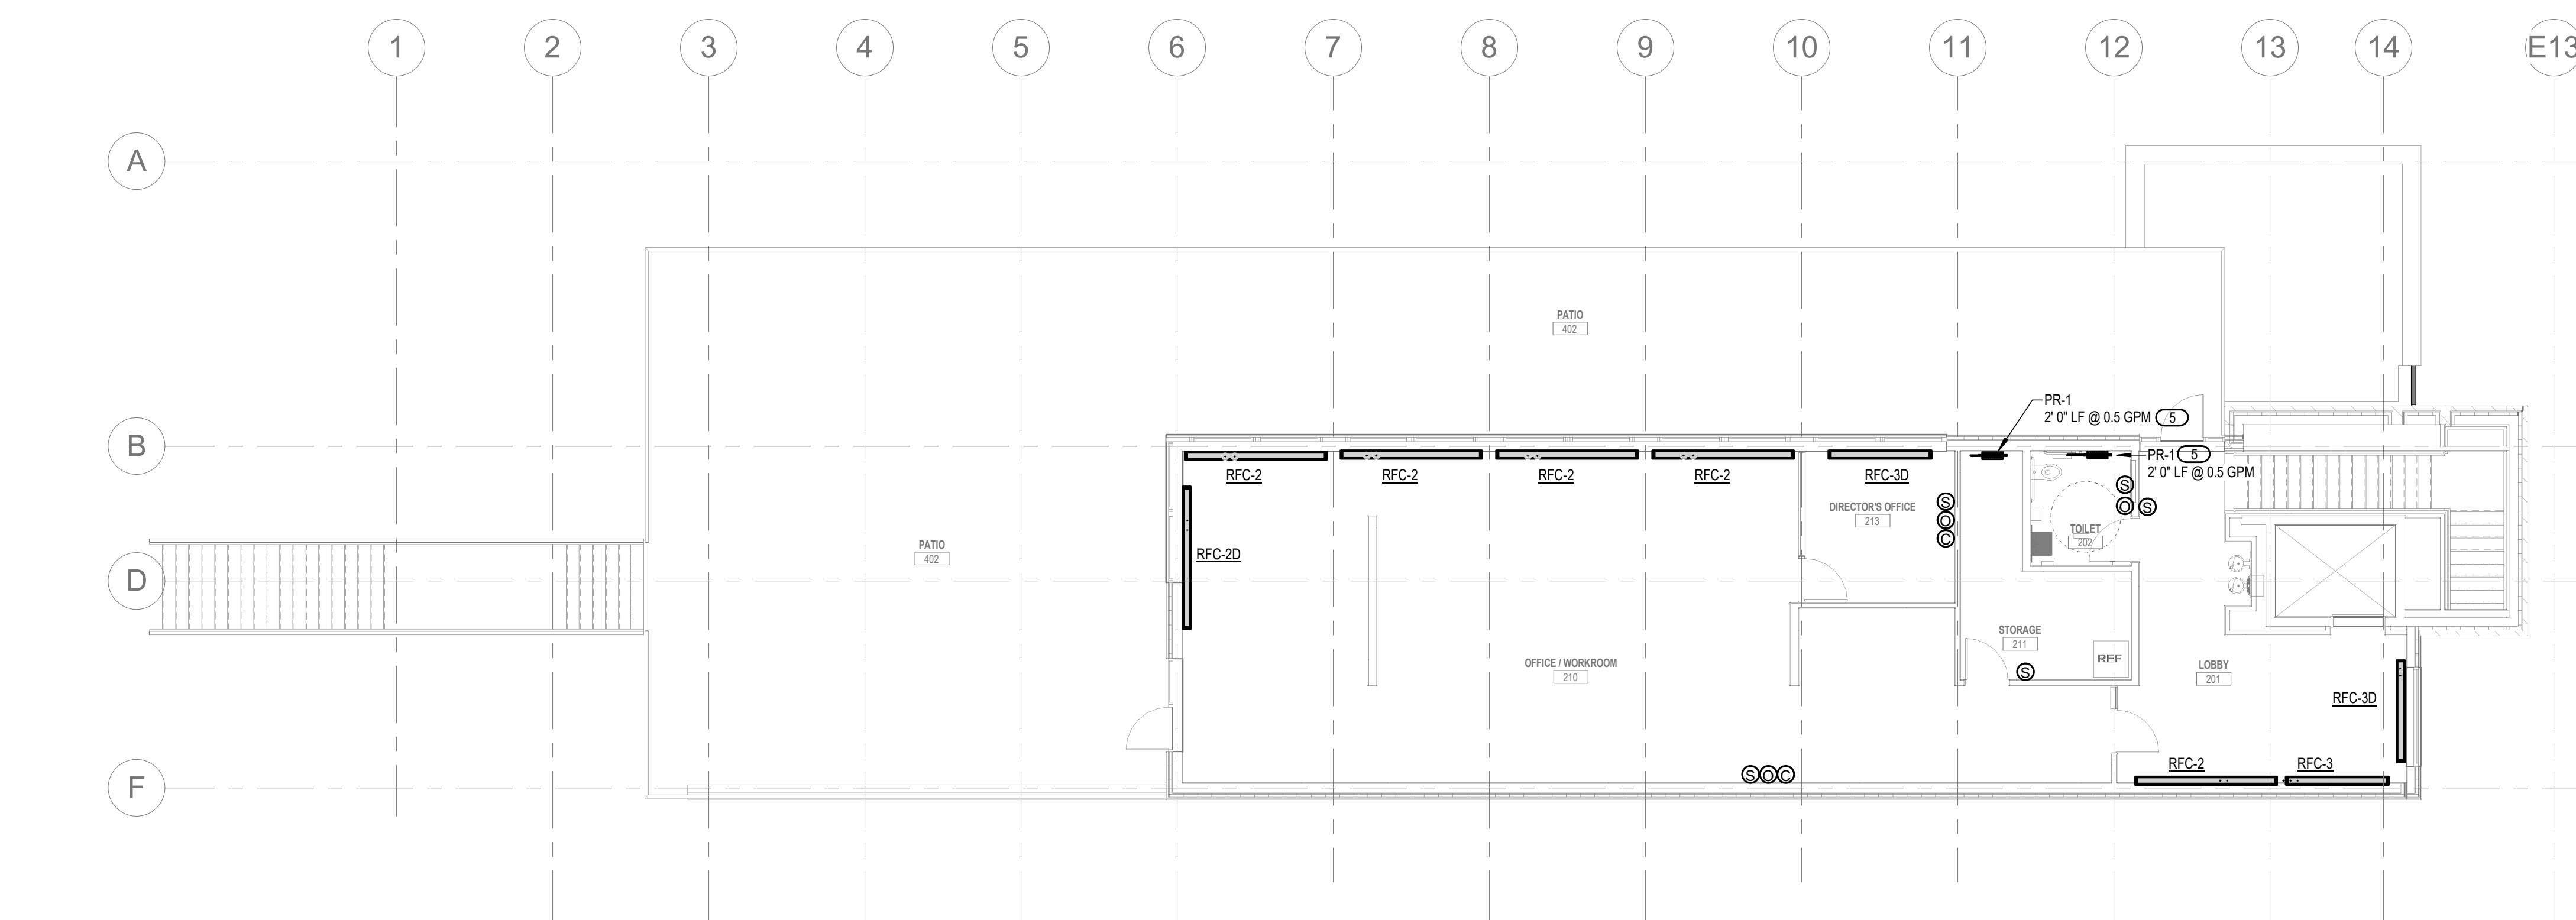 1 2 3 4 5 6 7 8 9 10 11 12 13 14 E13
A
PATIO
402
PR-1
2' 0" LF @ 0.5 GPM 5
B
PR-1 5
2' 0" LF @ 0.5 GPM
RFC-2 RFC-2 RFC-2 RFC-2 RFC-3D
S
S
O
C
DIRECTOR'S OFFICE
213
O S
TOILET
202
PATIO
402
RFC-2D
D
STORAGE
211
S
REF
OFFICE / WORKROOM
210
LOBBY
201
RFC-3D
RFC-2 RFC-3
S O C
F